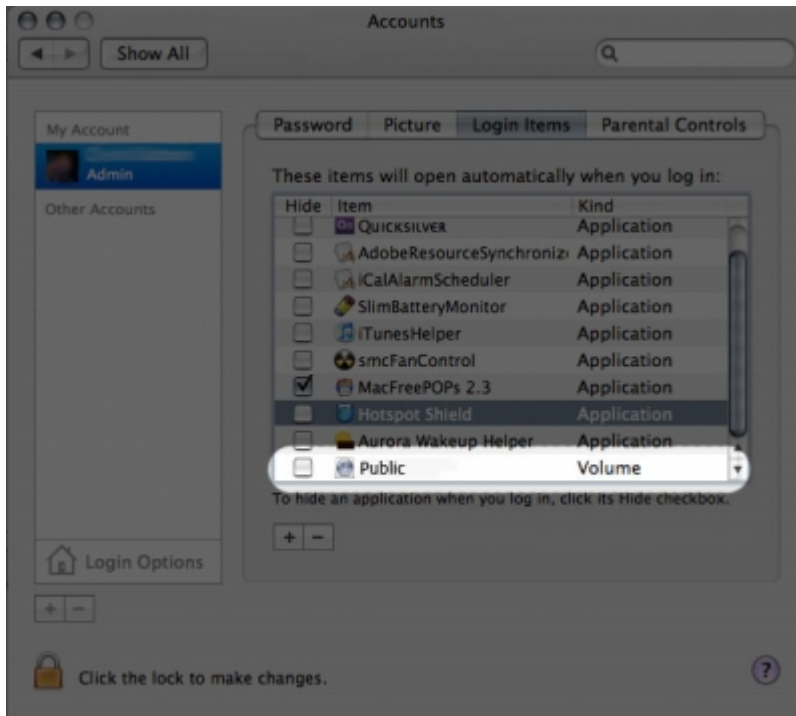 Accounts
Show All
My Account
Admin
Other Accounts
Login Options
Password Picture Login Items Parental Controls
These items will open automatically when you log in:
Hide Item Kind
QUICKSILVER Application
AdobeResourceSynchroniz Application
iCalAlarmScheduler Application
SlimBatteryMonitor Application
iTunesHelper Application
smcFanControl Application
MacFreePOPs 2.3 Application
Hotspot Shield Application
Aurora Wakeup Helper Application
Public Volume
To hide an application when you log in, click its Hide checkbox.
+ −
+ −
Click the lock to make changes.
?